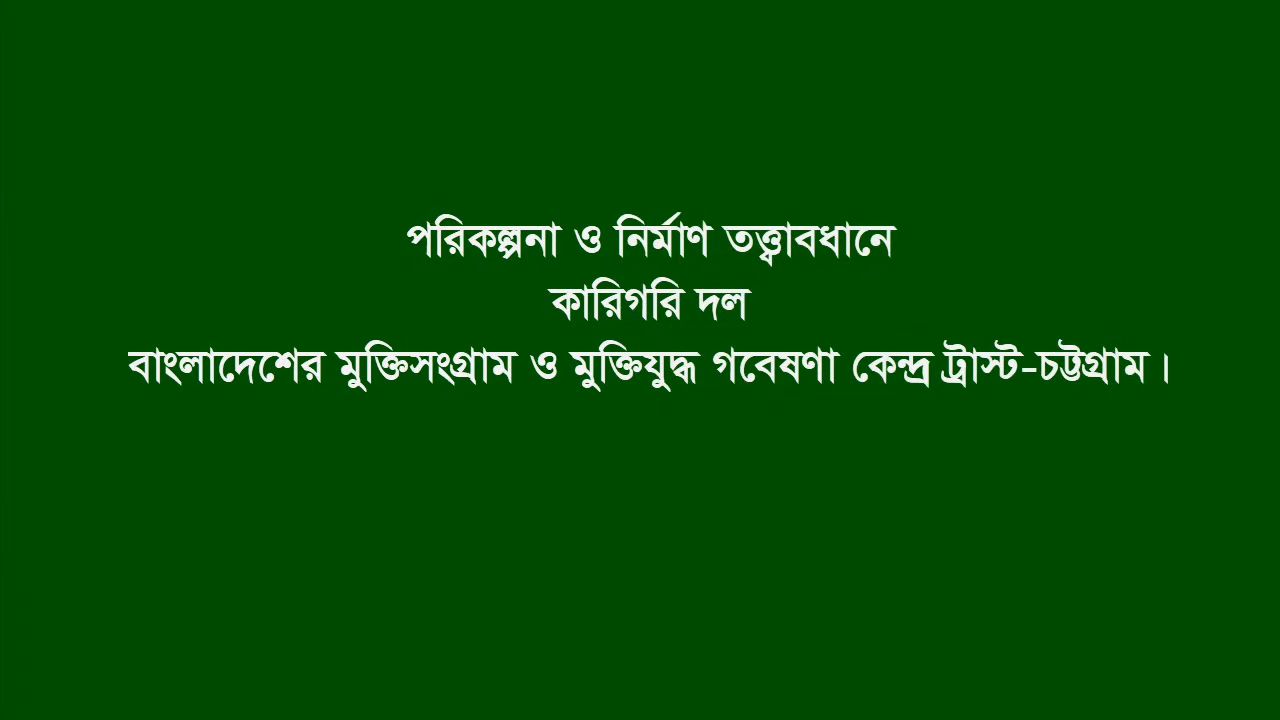 পরিকল্পনা ও নির্মাণ তত্ত্বাবধানে
কারিগরি দল
বাংলাদেশের মুক্তিসংগ্রাম ও মুক্তিযুদ্ধ গবেষণা কেন্দ্র ট্রাস্ট-চট্টগ্রাম।